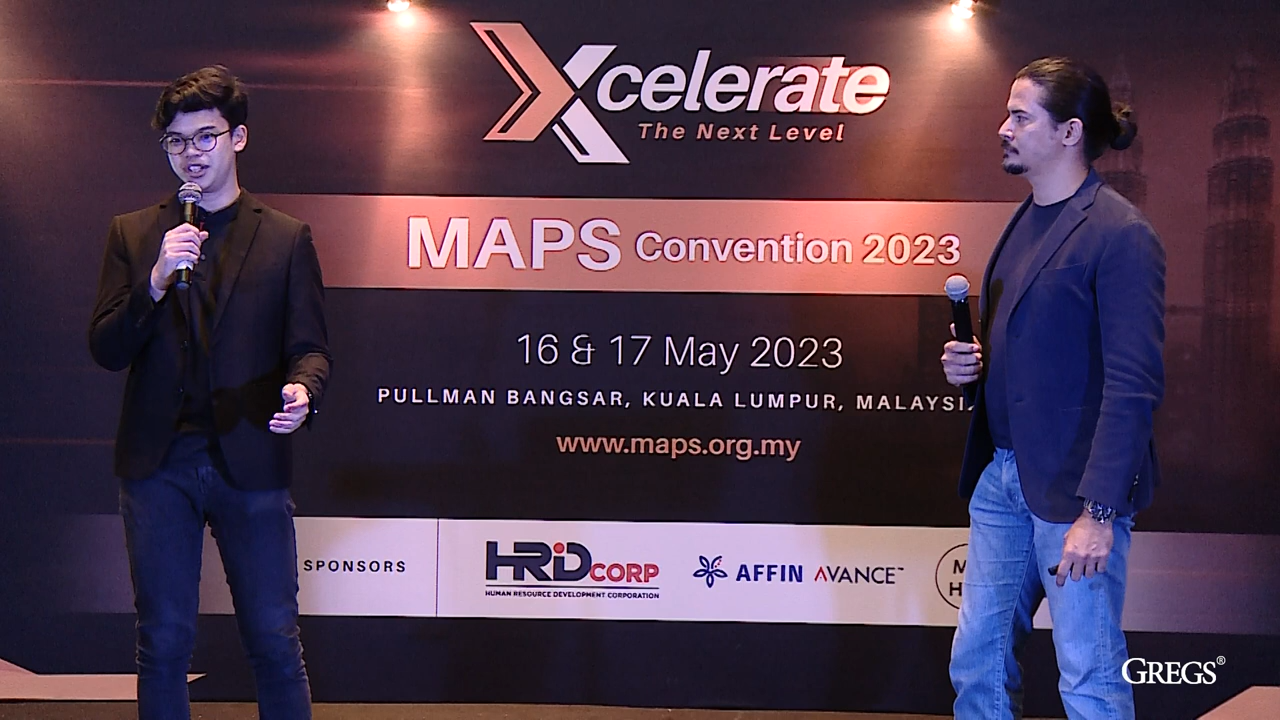 Xcelerate
The Next Level
MAPS Convention 2023
16 & 17 May 2023
PULLMAN BANGSAR, KUALA LUMPUR, MALAYSIA
www.maps.org.my
SPONSORS
HRDCORP
HUMAN RESOURCE DEVELOPMENT CORPORATION
AFFIN AVANCE™
GREGS®